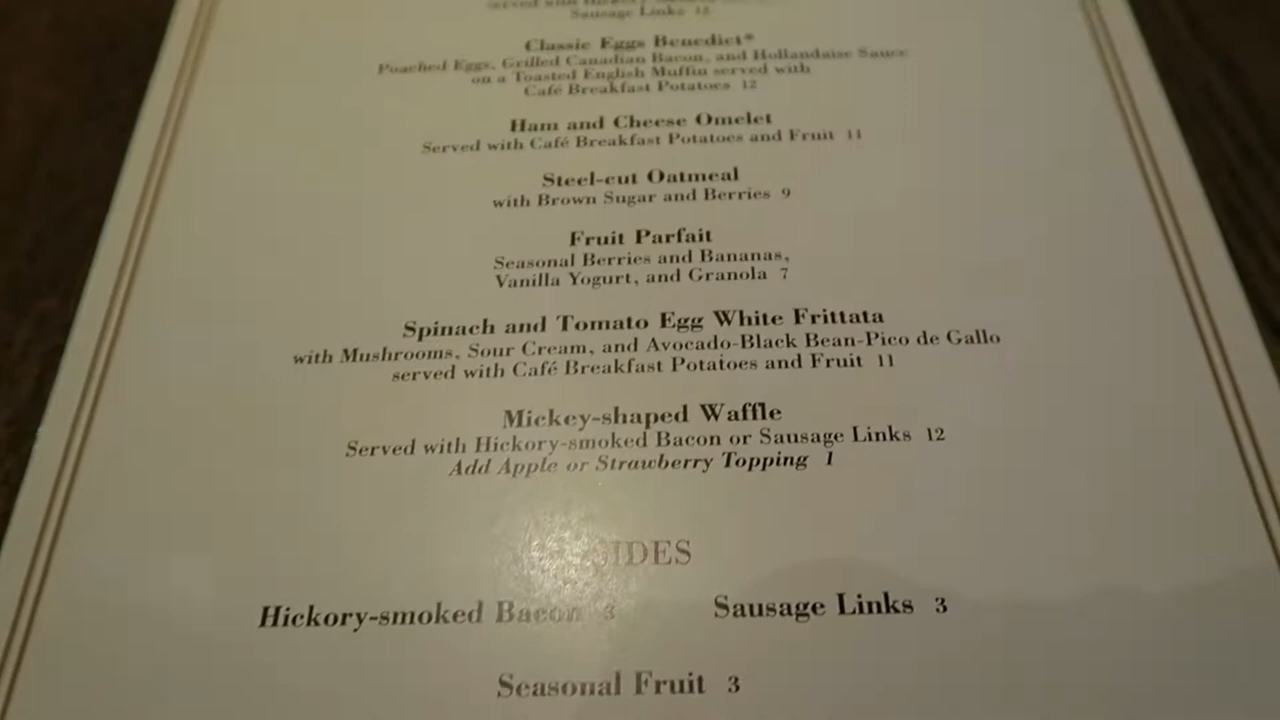 served with Hickory-smoked
Sausage Links 12
Classic Eggs Benedict*
Poached Eggs, Grilled Canadian Bacon, and Hollandaise Sauce
on a Toasted English Muffin served with
Café Breakfast Potatoes 12
Ham and Cheese Omelet
Served with Café Breakfast Potatoes and Fruit 11
Steel-cut Oatmeal
with Brown Sugar and Berries 9
Fruit Parfait
Seasonal Berries and Bananas,
Vanilla Yogurt, and Granola 7
Spinach and Tomato Egg White Frittata
with Mushrooms, Sour Cream, and Avocado-Black Bean-Pico de Gallo
served with Café Breakfast Potatoes and Fruit 11
Mickey-shaped Waffle
Served with Hickory-smoked Bacon or Sausage Links 12
Add Apple or Strawberry Topping 1
SIDES
Hickory-smoked Bacon 3 Sausage Links 3
Seasonal Fruit 3